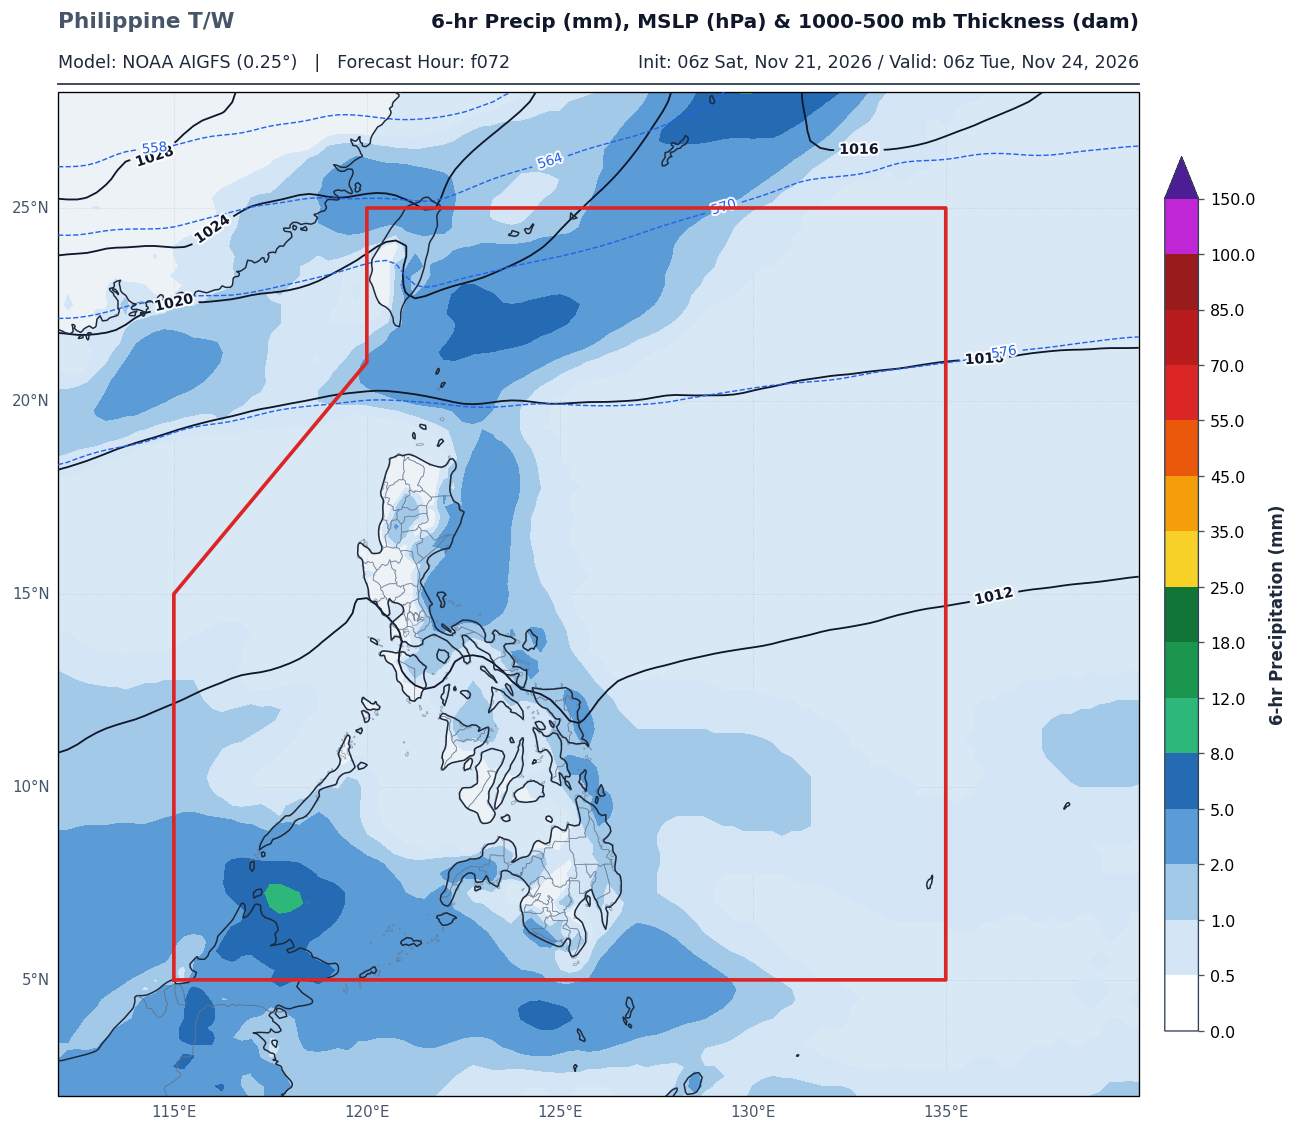 Philippine T/W
6-hr Precip (mm), MSLP (hPa) & 1000-500 mb Thickness (dam)
Model: NOAA AIGFS (0.25°) | Forecast Hour: f072
Init: 06z Sat, Nov 21, 2026 / Valid: 06z Tue, Nov 24, 2026
558
1028
564
1016
570
1024
1020
1016
576
1012
25°N
20°N
15°N
10°N
5°N
115°E
120°E
125°E
130°E
135°E
150.0
100.0
85.0
70.0
55.0
45.0
35.0
25.0
18.0
12.0
8.0
5.0
2.0
1.0
0.5
0.0
6-hr Precipitation (mm)